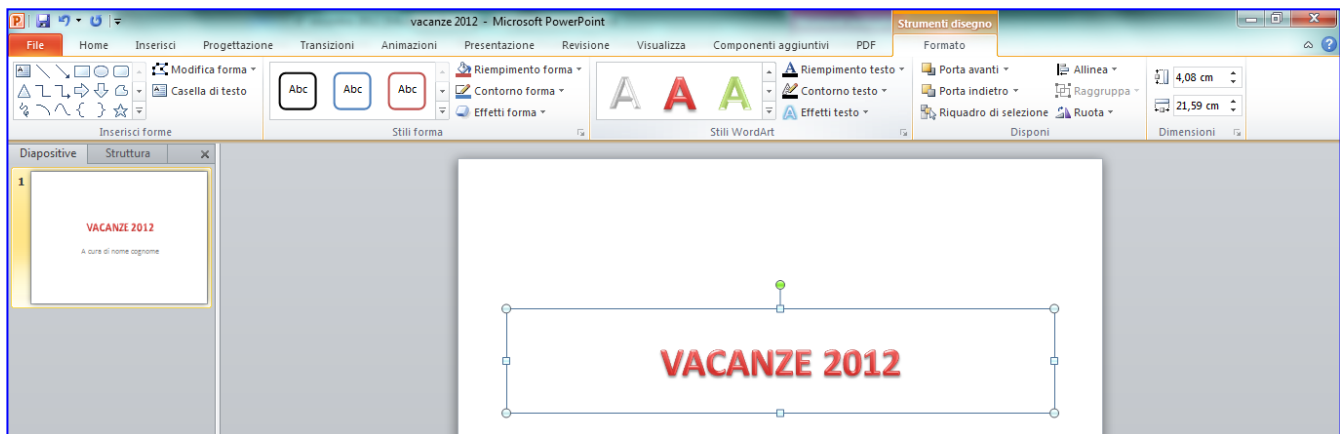 vacanze 2012 - Microsoft PowerPoint
Strumenti disegno
File Home Inserisci Progettazione Transizioni Animazioni Presentazione Revisione Visualizza Componenti aggiuntivi PDF Formato
Modifica forma
Casella di testo
Inserisci forme
Abc Abc Abc
Riempimento forma
Contorno forma
Effetti forma
Stili forma
A A A
Riempimento testo
Contorno testo
Effetti testo
Stili WordArt
Porta avanti
Porta indietro
Riquadro di selezione
Allinea
Raggruppa
Ruota
Disponi
4,08 cm
21,59 cm
Dimensioni
Diapositive Struttura
1
VACANZE 2012
A cura di nome cognome
VACANZE 2012